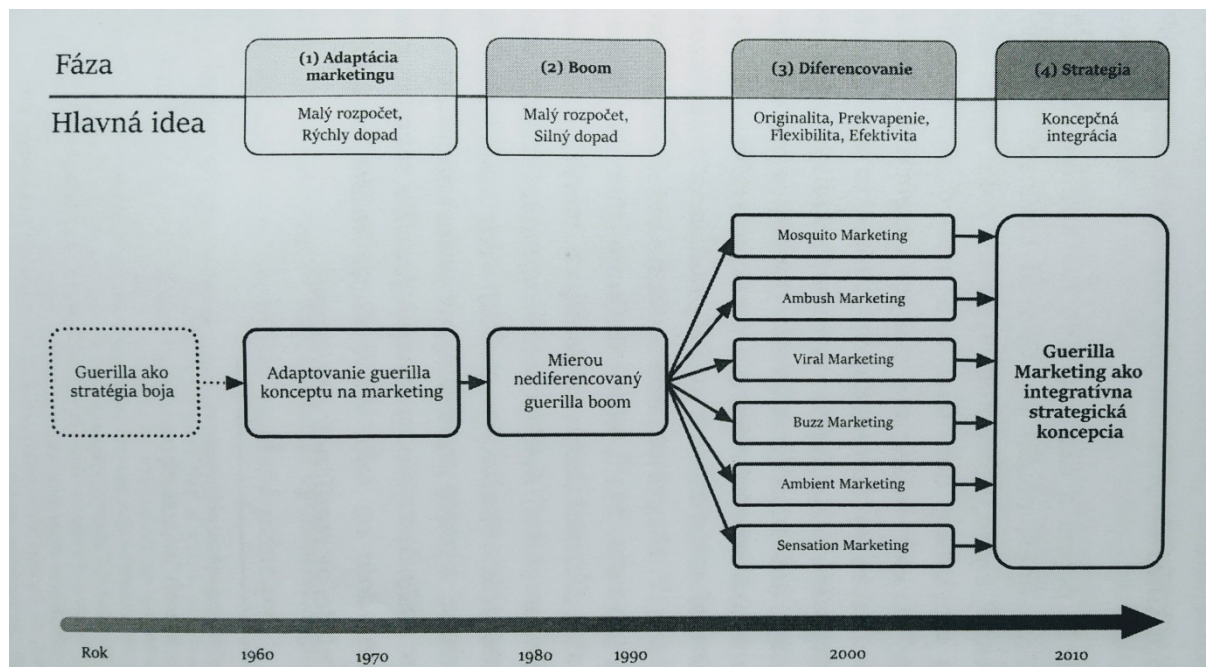 Fáza
(1) Adaptácia
marketingu
(2) Boom
(3) Diferencovanie
(4) Strategia
Hlavná idea
Malý rozpočet,
Rýchly dopad
Malý rozpočet,
Silný dopad
Originalita, Prekvapenie,
Flexibilita, Efektivita
Koncepčná
integrácia
Guerilla ako
stratégia boja
Adaptovanie guerilla
konceptu na marketing
Mierou
nediferencovaný
guerilla boom
Mosquito Marketing
Ambush Marketing
Viral Marketing
Buzz Marketing
Ambient Marketing
Sensation Marketing
Guerilla
Marketing ako
integratívna
strategická
koncepcia
Rok 1960 1970 1980 1990 2000 2010